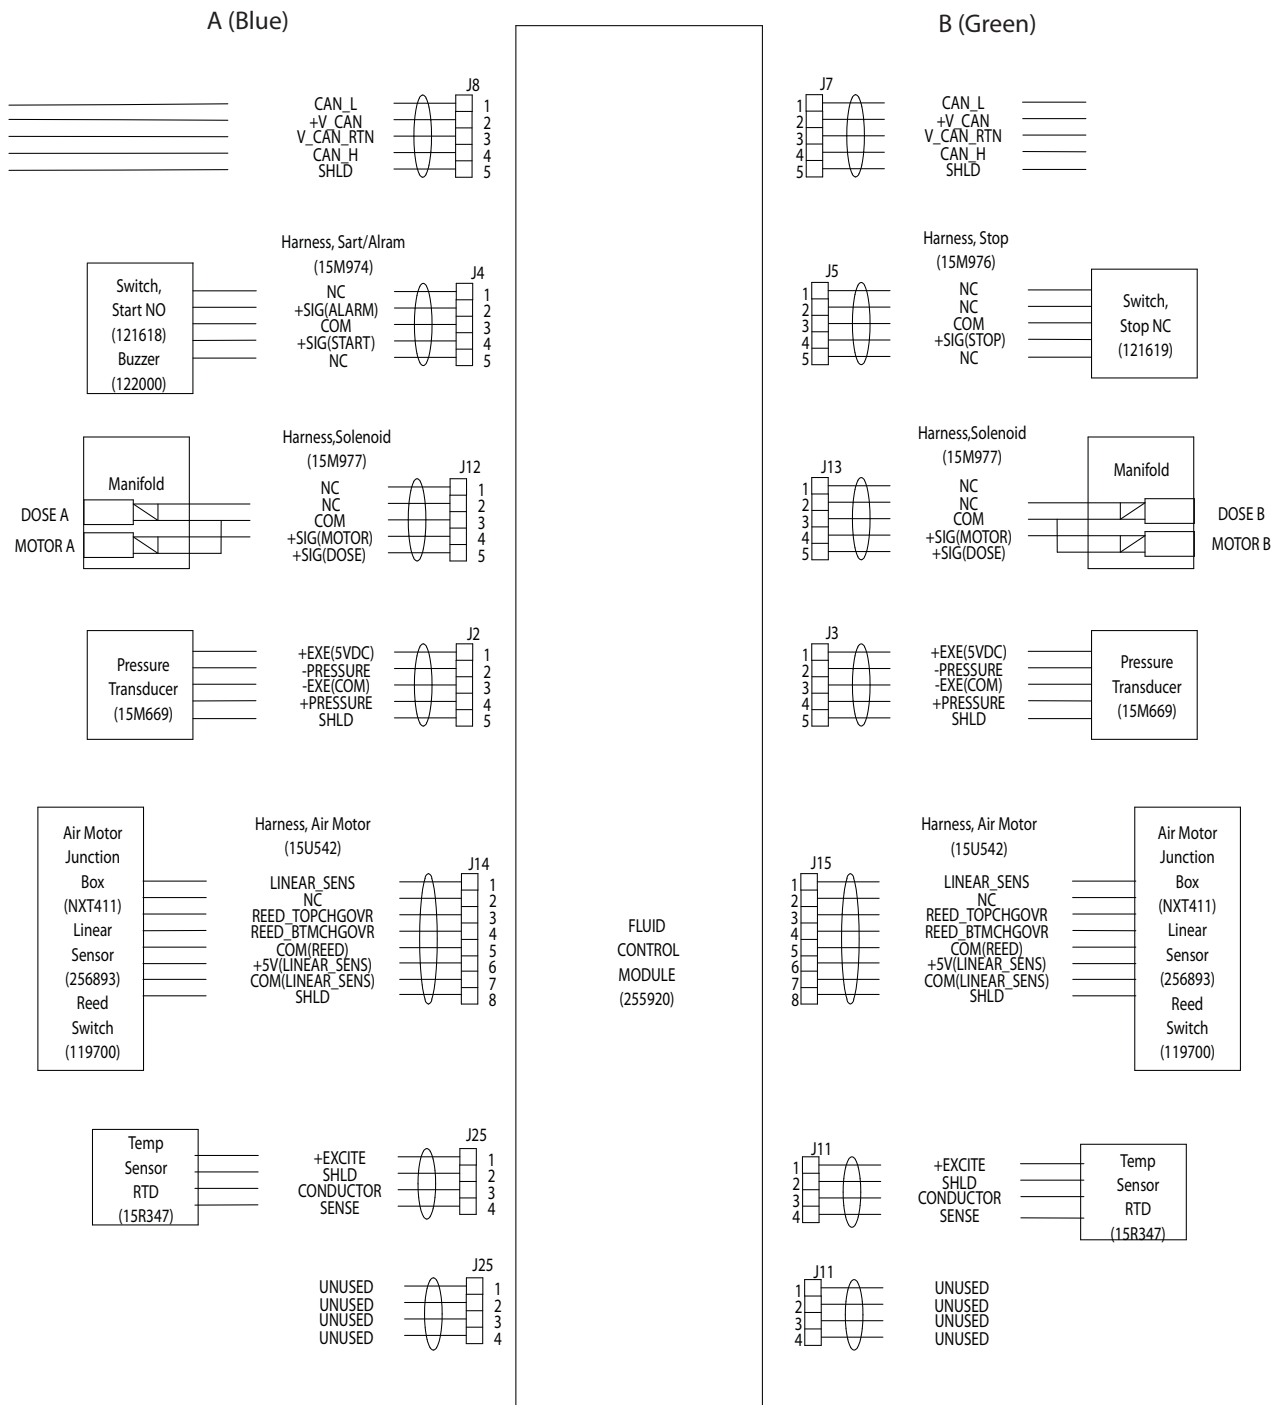 A (Blue)
B (Green)
J8
CAN_L 1
+V_CAN 2
V_CAN_RTN 3
CAN_H 4
SHLD 5
J7
1 CAN_L
2 +V_CAN
3 V_CAN_RTN
4 CAN_H
5 SHLD
Harness, Sart/Alram
(15M974)
J4
Switch,
Start NO
(121618)
Buzzer
(122000)
NC 1
+SIG(ALARM) 2
COM 3
+SIG(START) 4
NC 5
Harness, Stop
(15M976)
J5
1 NC
2 NC
3 COM
4 +SIG(STOP)
5 NC
Switch,
Stop NC
(121619)
Harness,Solenoid
(15M977)
J12
Manifold
DOSE A
MOTOR A
NC 1
NC 2
COM 3
+SIG(MOTOR) 4
+SIG(DOSE) 5
Harness,Solenoid
(15M977)
J13
1 NC
2 NC
3 COM
4 +SIG(MOTOR)
5 +SIG(DOSE)
Manifold
DOSE B
MOTOR B
J2
Pressure
Transducer
(15M669)
+EXE(5VDC) 1
-PRESSURE 2
-EXE(COM) 3
+PRESSURE 4
SHLD 5
J3
1 +EXE(5VDC)
2 -PRESSURE
3 -EXE(COM)
4 +PRESSURE
5 SHLD
Pressure
Transducer
(15M669)
Air Motor
Junction
Box
(NXT411)
Linear
Sensor
(256893)
Reed
Switch
(119700)
Harness, Air Motor
(15U542)
J14
LINEAR_SENS 1
NC 2
REED_TOPCHGOVR 3
REED_BTMCHGOVR 4
COM(REED) 5
+5V(LINEAR_SENS) 6
COM(LINEAR_SENS) 7
SHLD 8
FLUID
CONTROL
MODULE
(255920)
Harness, Air Motor
(15U542)
J15
1 LINEAR_SENS
2 NC
3 REED_TOPCHGOVR
4 REED_BTMCHGOVR
5 COM(REED)
6 +5V(LINEAR_SENS)
7 COM(LINEAR_SENS)
8 SHLD
Air Motor
Junction
Box
(NXT411)
Linear
Sensor
(256893)
Reed
Switch
(119700)
Temp
Sensor
RTD
(15R347)
J25
+EXCITE 1
SHLD 2
CONDUCTOR 3
SENSE 4
J11
1 +EXCITE
2 SHLD
3 CONDUCTOR
4 SENSE
Temp
Sensor
RTD
(15R347)
J25
UNUSED 1
UNUSED 2
UNUSED 3
UNUSED 4
J11
1 UNUSED
2 UNUSED
3 UNUSED
4 UNUSED